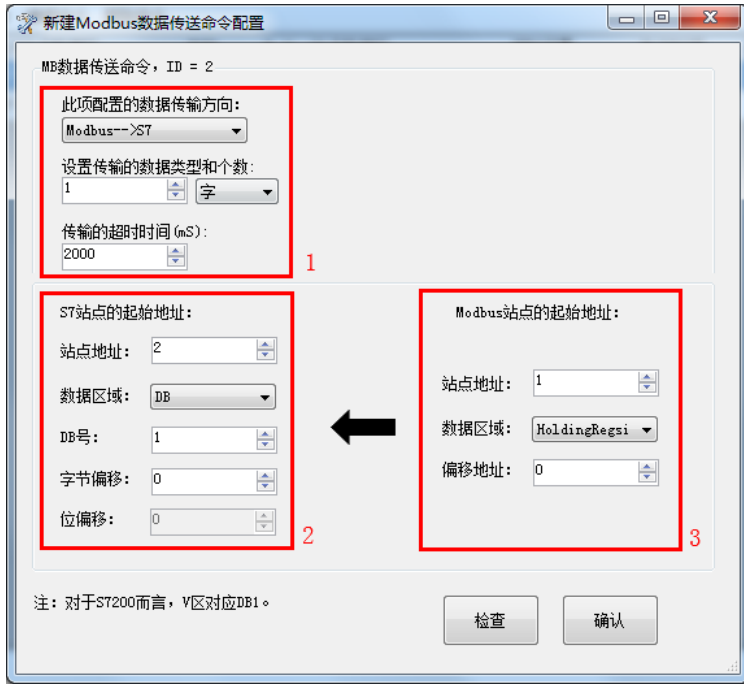 新建Modbus数据传送命令配置
MB数据传送命令，ID = 2
此项配置的数据传输方向：
Modbus-->S7
设置传输的数据类型和个数：
1 字
传输的超时时间(mS)：
2000
1
S7站点的起始地址：
站点地址： 2
数据区域： DB
DB号： 1
字节偏移： 0
位偏移： 0
2
Modbus站点的起始地址：
站点地址： 1
数据区域： HoldingRegsi
偏移地址： 0
3
注：对于S7200而言，V区对应DB1。
检查
确认